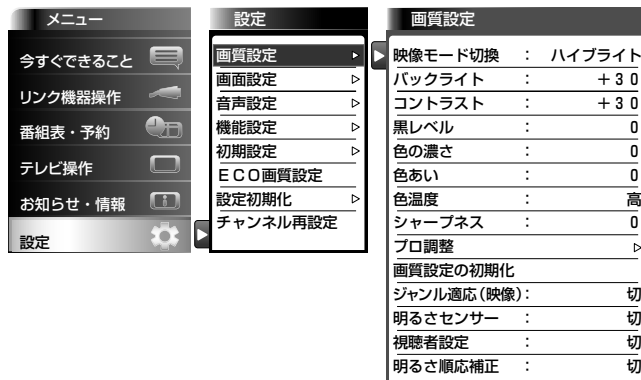 メニュー
今すぐできること
リンク機器操作
番組表・予約
テレビ操作
お知らせ・情報
設定
設定
画質設定
画面設定
音声設定
機能設定
初期設定
ECO画質設定
設定初期化
チャンネル再設定
画質設定
映像モード切換 : ハイブライト
バックライト : +30
コントラスト : +30
黒レベル : 0
色の濃さ : 0
色あい : 0
色温度 : 高
シャープネス : 0
プロ調整
画質設定の初期化
ジャンル適応(映像): 切
明るさセンサー : 切
視聴者設定 : 切
明るさ順応補正 : 切